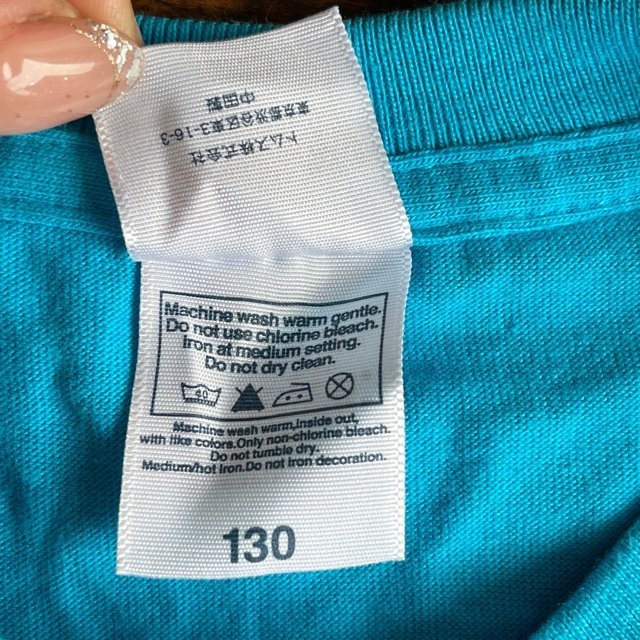 トムス株式会社
東京都渋谷区東3-16-3
中国製
Machine wash warm gentle.
Do not use chlorine bleach.
Iron at medium setting.
Do not dry clean.
40
Machine wash warm,Inside out,
with like colors.Only non-chlorine bleach.
Do not tumble dry.
Medium/hot Iron.Do not iron decoration.
130